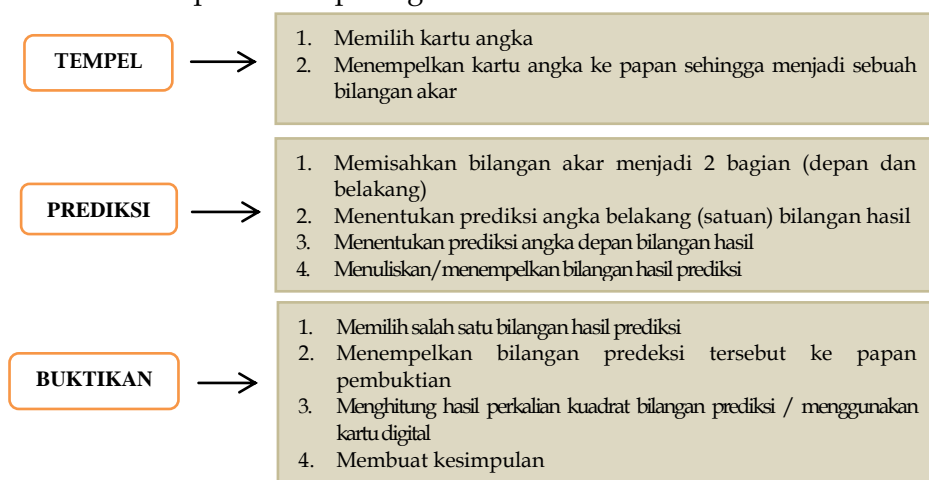 TEMPEL
1. Memilih kartu angka
2. Menempelkan kartu angka ke papan sehingga menjadi sebuah
bilangan akar
PREDIKSI
1. Memisahkan bilangan akar menjadi 2 bagian (depan dan
belakang)
2. Menentukan prediksi angka belakang (satuan) bilangan hasil
3. Menentukan prediksi angka depan bilangan hasil
4. Menuliskan/menempelkan bilangan hasil prediksi
BUKTIKAN
1. Memilih salah satu bilangan hasil prediksi
2. Menempelkan bilangan predeksi tersebut ke papan
pembuktian
3. Menghitung hasil perkalian kuadrat bilangan prediksi / menggunakan
kartu digital
4. Membuat kesimpulan